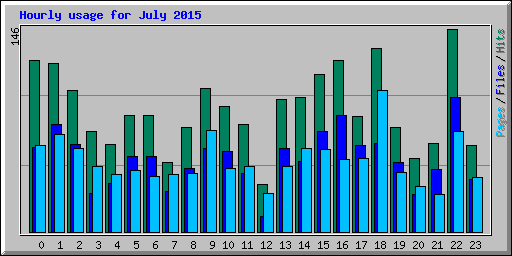 Hourly usage for July 2015
146
Pages/Files/Hits
0 1 2 3 4 5 6 7 8 9 10 11 12 13 14 15 16 17 18 19 20 21 22 23